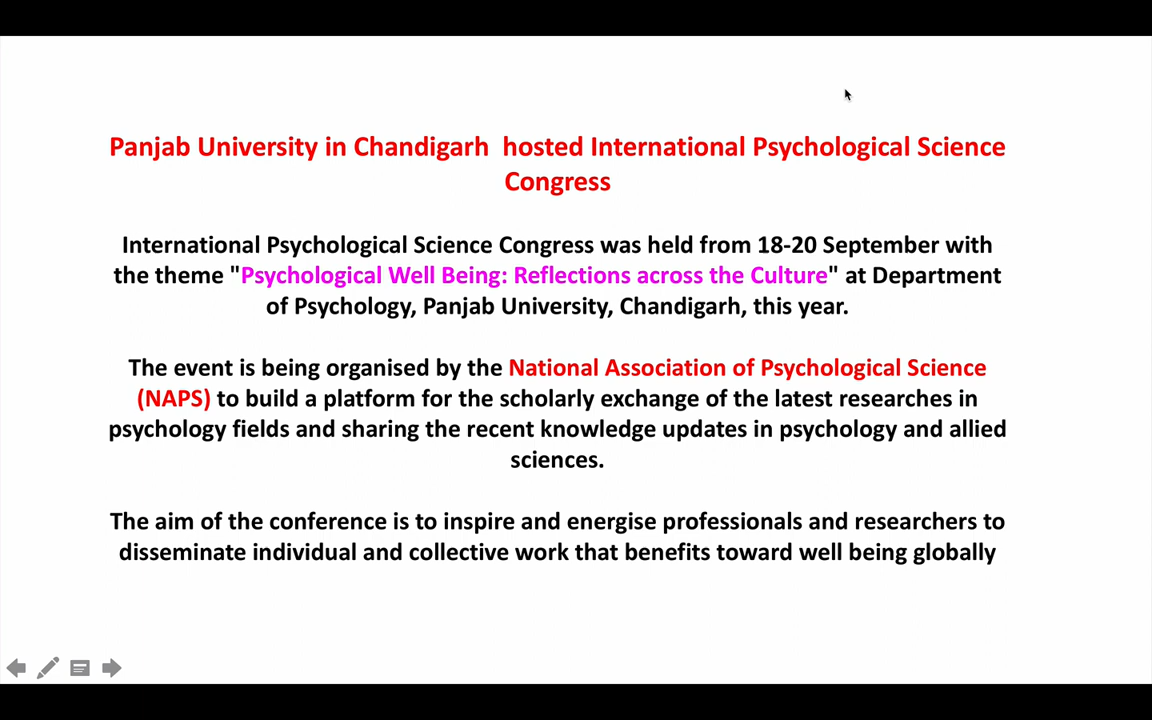 Panjab University in Chandigarh  hosted International Psychological Science
Congress
International Psychological Science Congress was held from 18-20 September with
the theme "Psychological Well Being: Reflections across the Culture" at Department
of Psychology, Panjab University, Chandigarh, this year.
The event is being organised by the National Association of Psychological Science
(NAPS) to build a platform for the scholarly exchange of the latest researches in
psychology fields and sharing the recent knowledge updates in psychology and allied
sciences.
The aim of the conference is to inspire and energise professionals and researchers to
disseminate individual and collective work that benefits toward well being globally